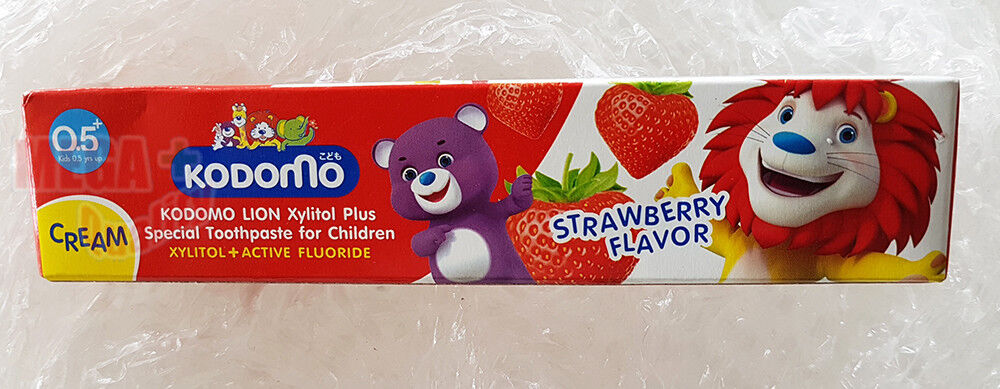 0.5+
Kids 0.5 yrs up
こども
KODOMO
KODOMO LION Xylitol Plus
Special Toothpaste for Children
XYLITOL+ACTIVE FLUORIDE
CREAM
STRAWBERRY
FLAVOR
MEGA